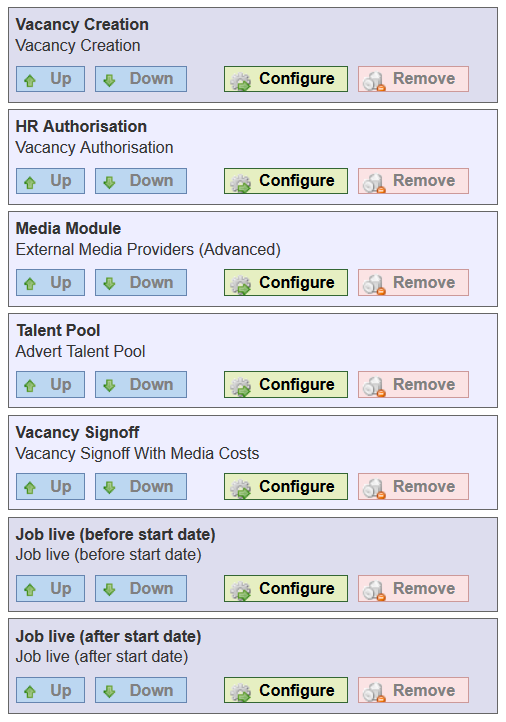 Vacancy Creation
Vacancy Creation
Up Down Configure Remove
HR Authorisation
Vacancy Authorisation
Up Down Configure Remove
Media Module
External Media Providers (Advanced)
Up Down Configure Remove
Talent Pool
Advert Talent Pool
Up Down Configure Remove
Vacancy Signoff
Vacancy Signoff With Media Costs
Up Down Configure Remove
Job live (before start date)
Job live (before start date)
Up Down Configure Remove
Job live (after start date)
Job live (after start date)
Up Down Configure Remove